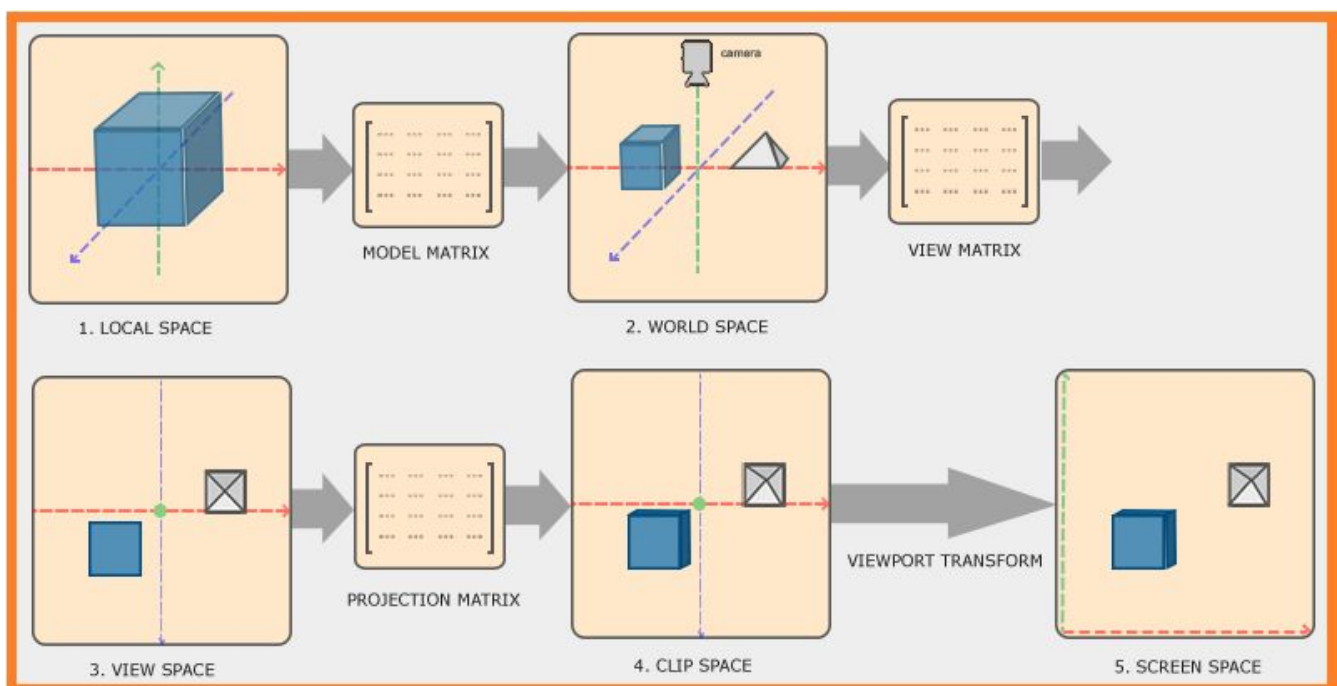 camera
MODEL MATRIX
VIEW MATRIX
1. LOCAL SPACE
2. WORLD SPACE
PROJECTION MATRIX
VIEWPORT TRANSFORM
3. VIEW SPACE
4. CLIP SPACE
5. SCREEN SPACE